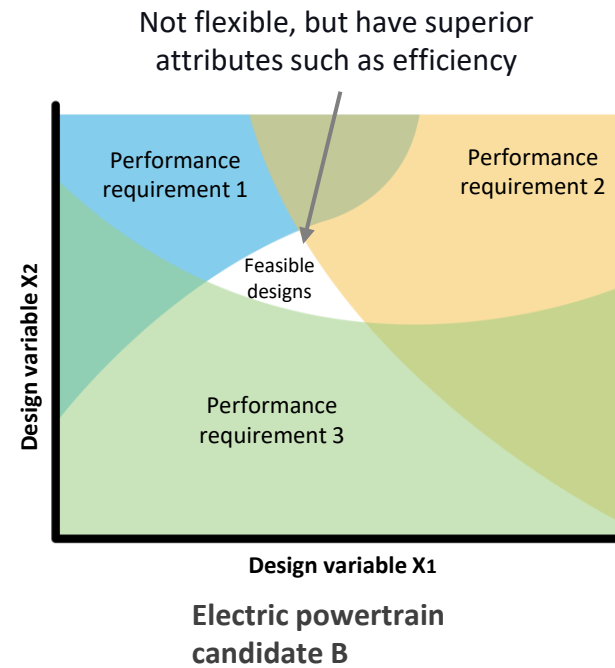 Not flexible, but have superior
attributes such as efficiency
Performance
requirement 1
Performance
requirement 2
Feasible
designs
Performance
requirement 3
Design variable X2
Design variable X1
Electric powertrain
candidate B